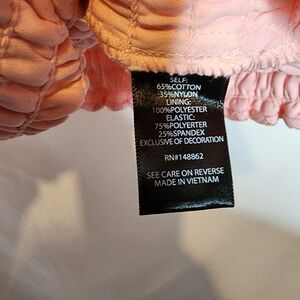 SELF:
65%COTTON
35%NYLON
LINING:
100%POLYESTER
ELASTIC:
75%POLYERTER
25%SPANDEX
EXCLUSIVE OF DECORATION
RN#148862
SEE CARE ON REVERSE
MADE IN VIETNAM